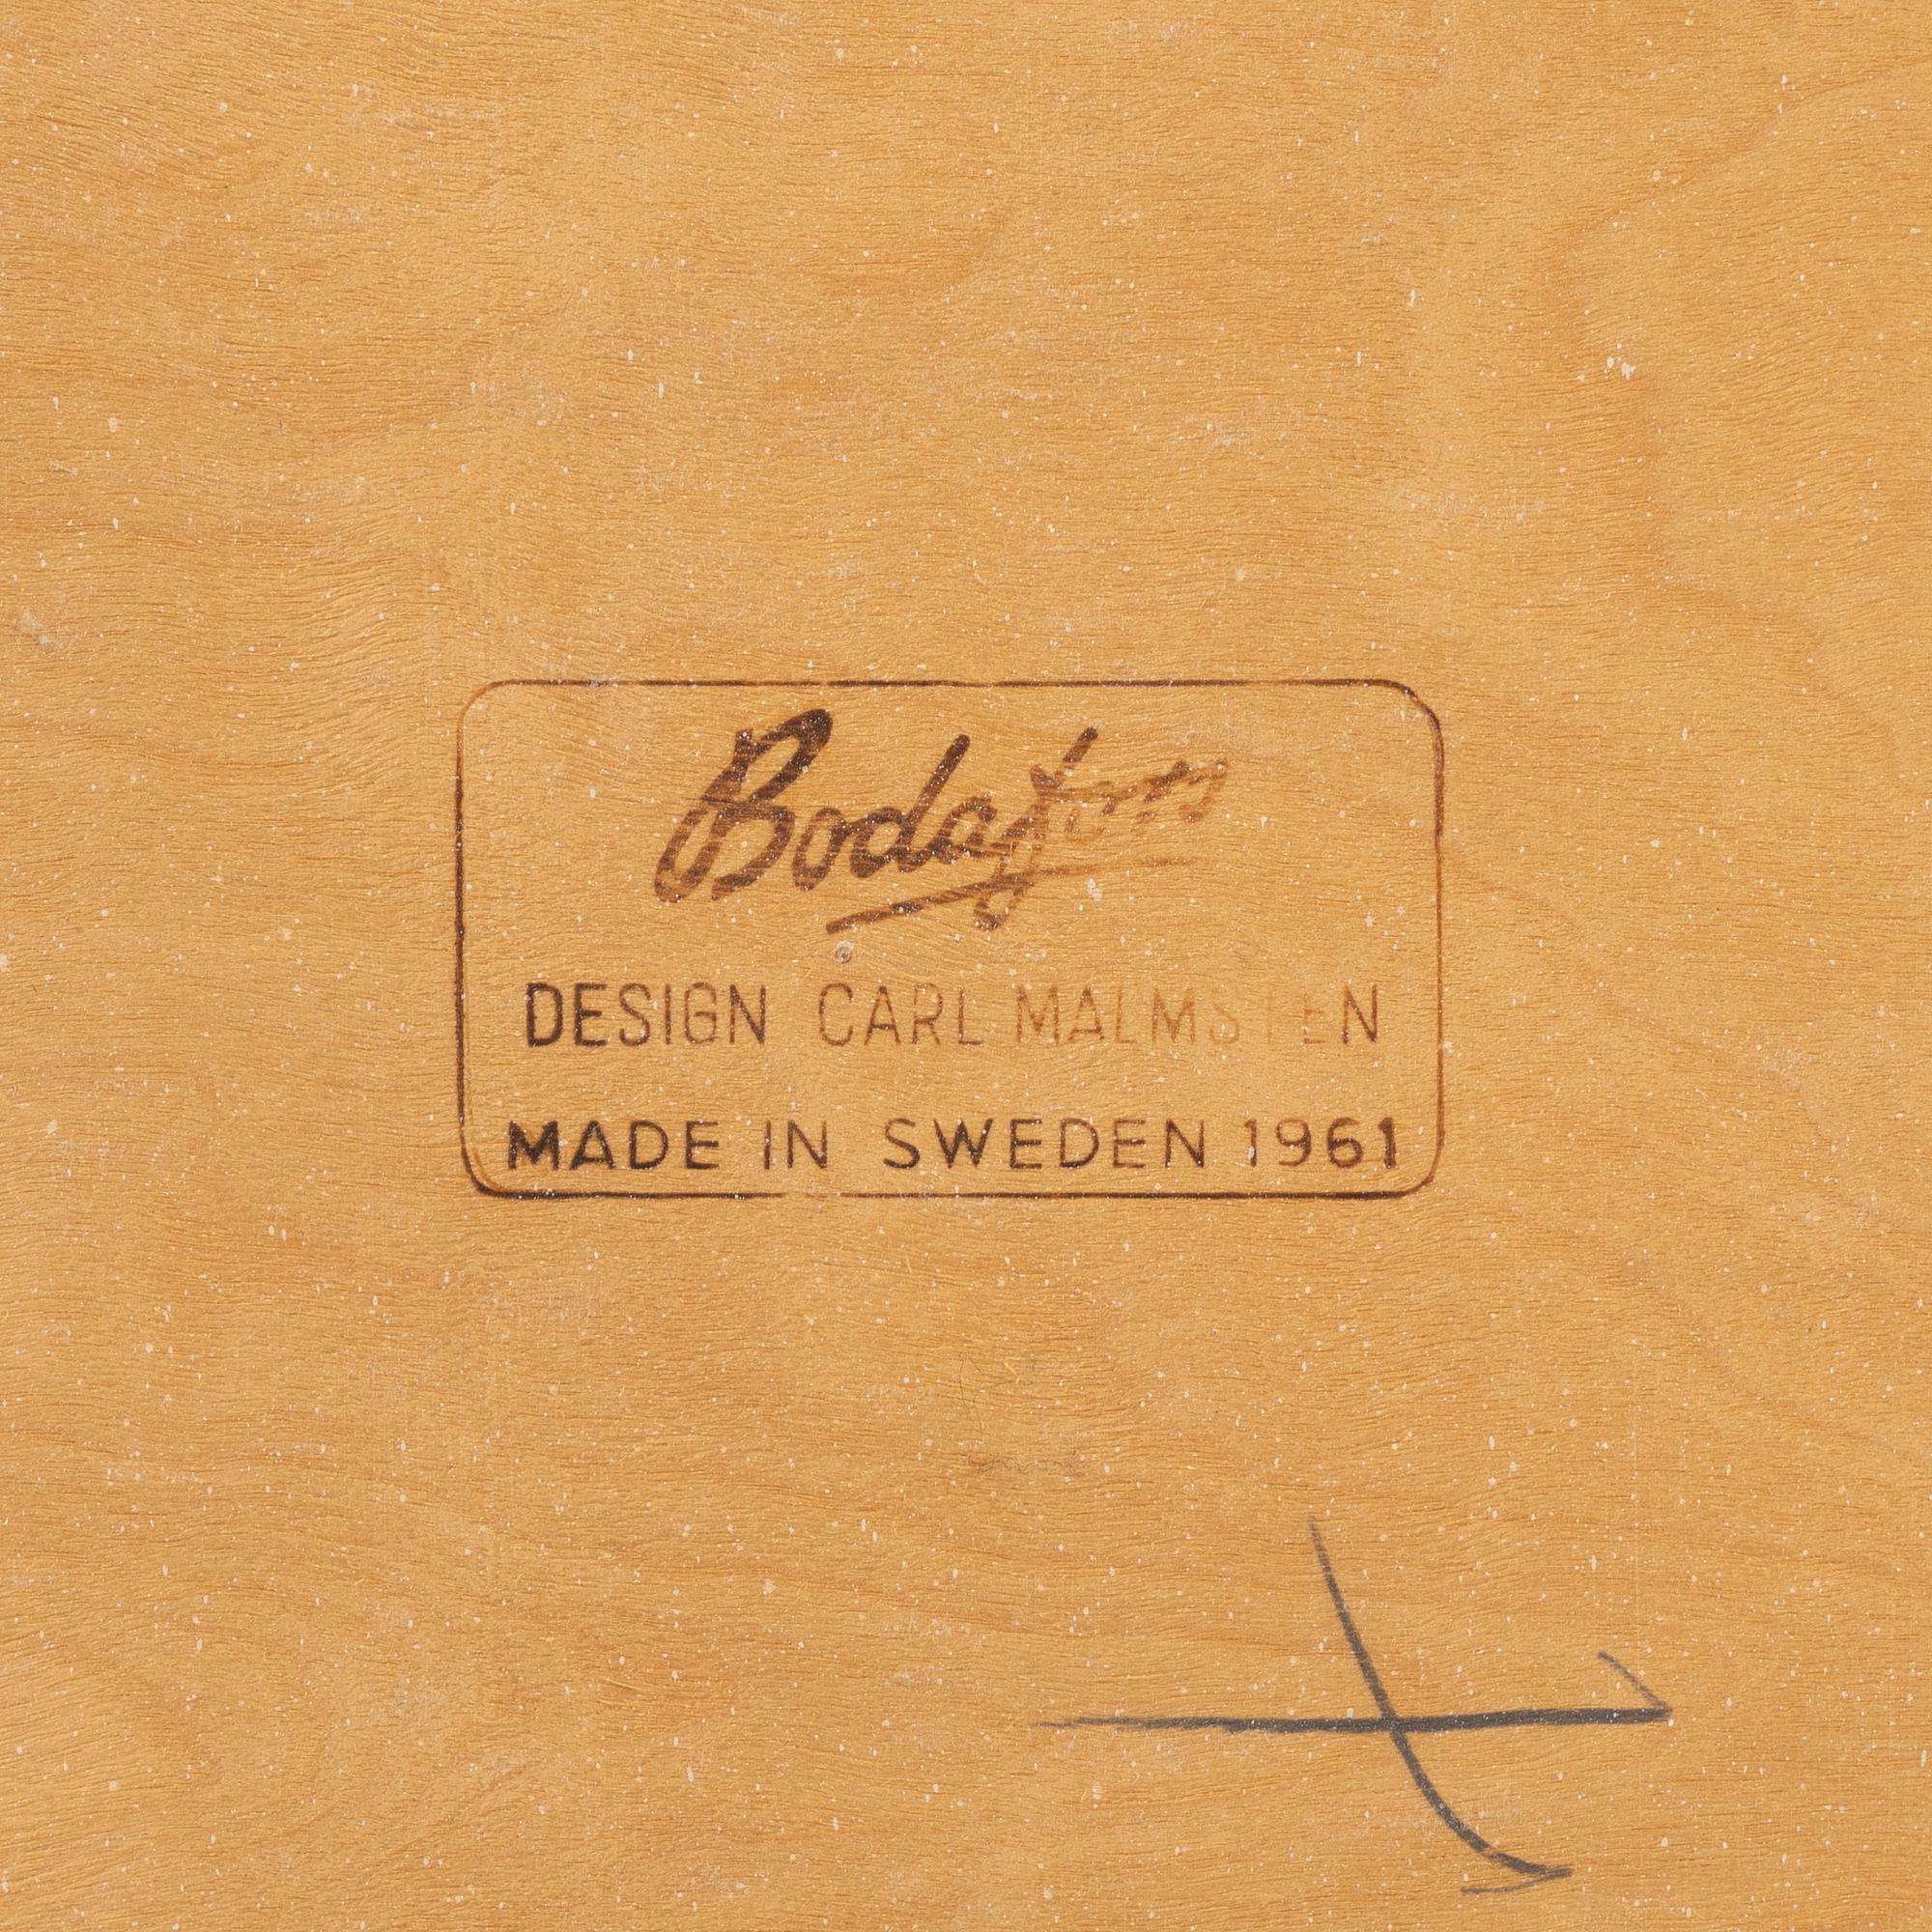 Bodafors
DESIGN CARL MALMSTEN
MADE IN SWEDEN 1961